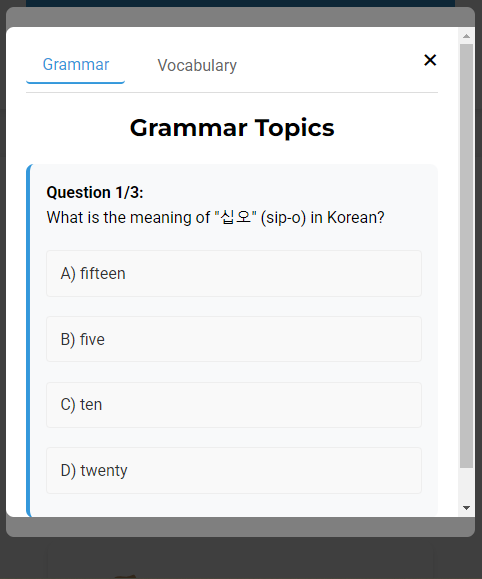 Grammar Vocabulary ✕
Grammar Topics
Question 1/3:
What is the meaning of "십오" (sip-o) in Korean?
A) fifteen
B) five
C) ten
D) twenty